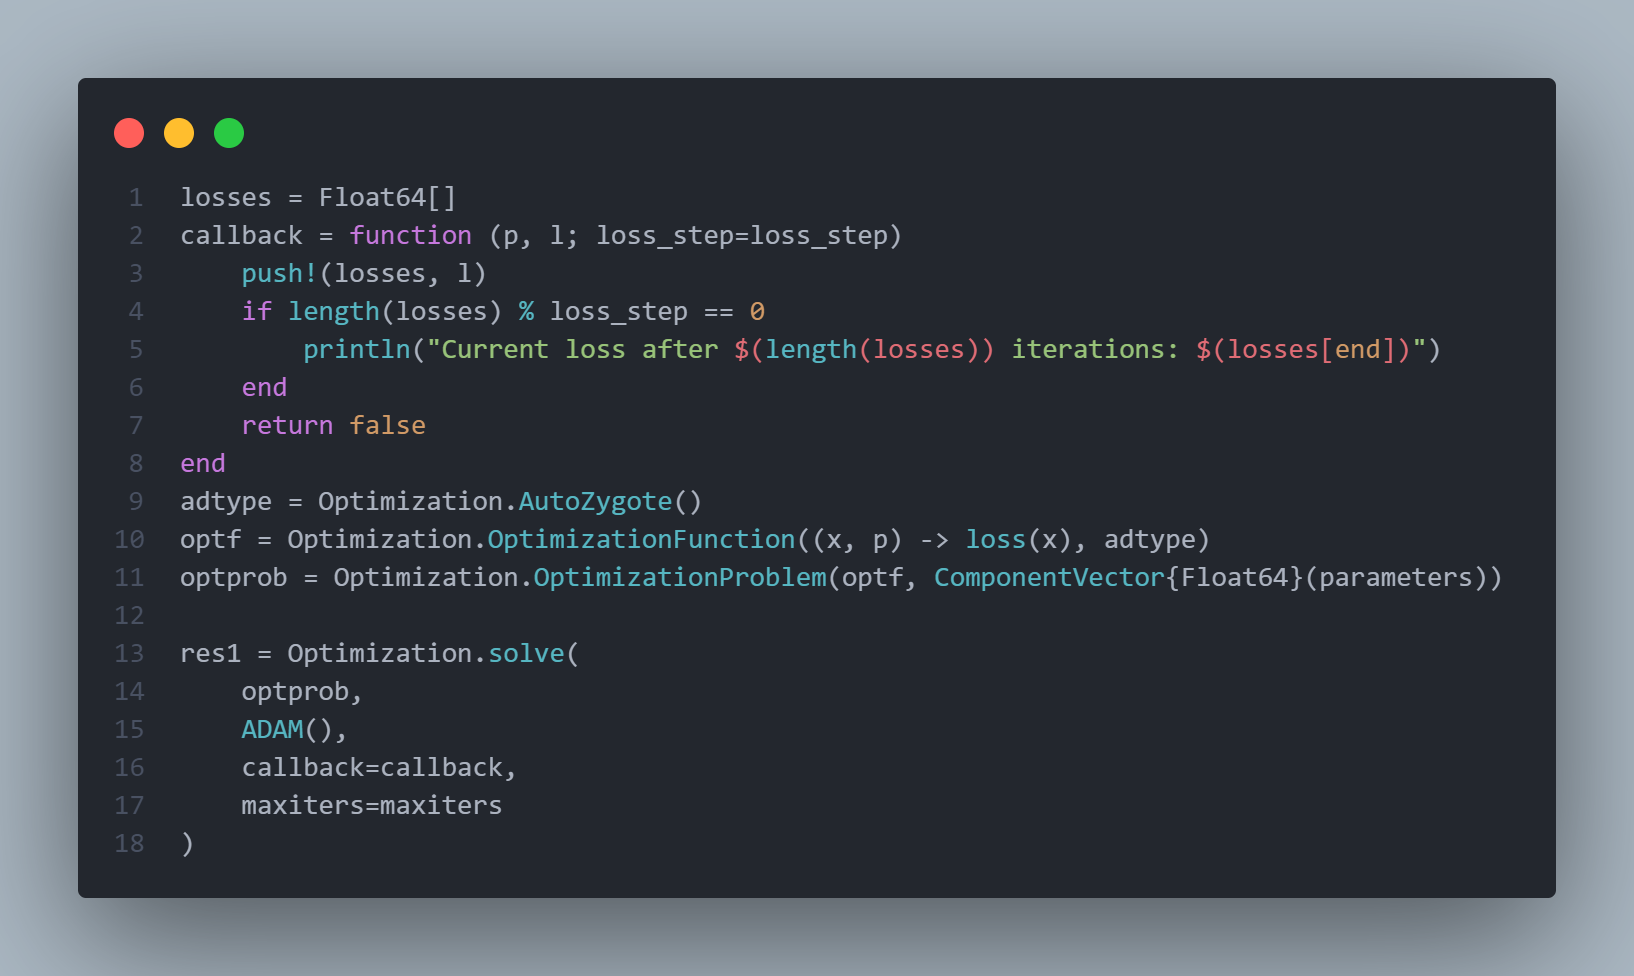 1 losses = Float64[]
2 callback = function (p, l; loss_step=loss_step)
3     push!(losses, l)
4     if length(losses) % loss_step == 0
5         println("Current loss after $(length(losses)) iterations: $(losses[end])")
6     end
7     return false
8 end
9 adtype = Optimization.AutoZygote()
10 optf = Optimization.OptimizationFunction((x, p) -> loss(x), adtype)
11 optprob = Optimization.OptimizationProblem(optf, ComponentVector{Float64}(parameters))
12
13 res1 = Optimization.solve(
14     optprob,
15     ADAM(),
16     callback=callback,
17     maxiters=maxiters
18 )